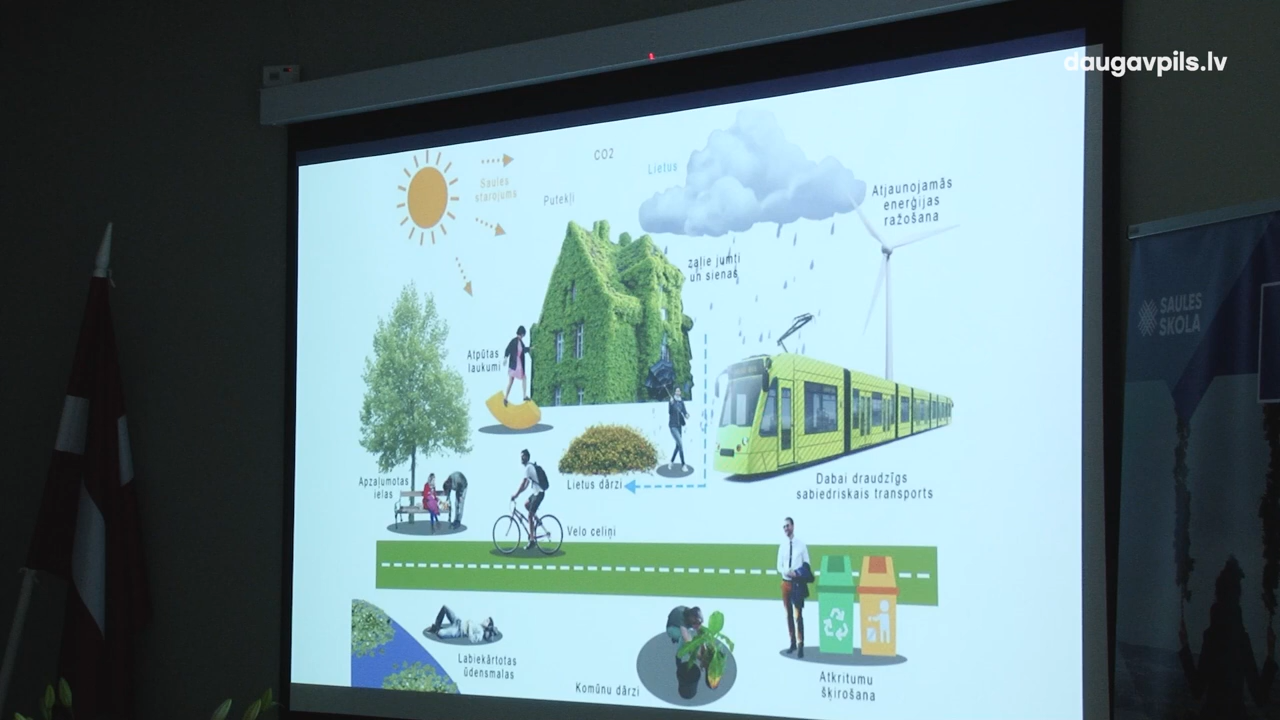 daugavpils.lv
CO2
Lietus
Saules
starojums
Putekļi
Atjaunojamās
enerģijas
ražošana
zaļie jumti
un sienas
SAULES
SKOLA
Atpūtas
laukumi
Apzaļumotas
ielas
Lietus dārzi
Dabai draudzīgs
sabiedriskais transports
Velo celiņi
Labiekārtotas
ūdensmalas
Komūnu dārzi
Atkritumu
šķirošana